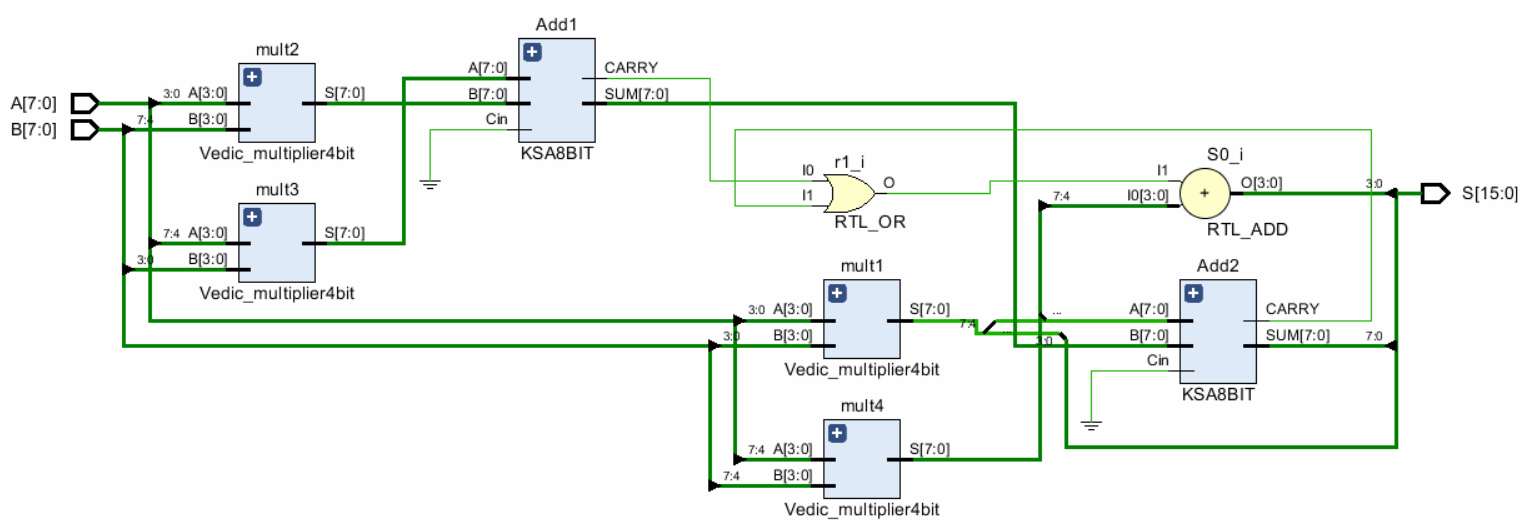 Add1
mult2
A[7:0] CARRY
3:0 A[3:0] S[7:0] B[7:0] SUM[7:0]
A[7:0]
B[7:0] 7:4 B[3:0] Cin
Vedic_multiplier4bit KSA8BIT
mult3 r1_i S0_i
I0 O I1
7:4 I0[3:0] O[3:0] 3:0 S[15:0]
I1
RTL_OR RTL_ADD
7:4 A[3:0] S[7:0]
3:0 B[3:0]
Vedic_multiplier4bit
mult1 Add2
3:0 A[3:0] S[7:0] ... A[7:0] CARRY
7:4
3:0 B[3:0] ... 3:0 B[7:0] SUM[7:0] 7:0
Cin
Vedic_multiplier4bit KSA8BIT
mult4
7:4 A[3:0] S[7:0]
7:4 B[3:0]
Vedic_multiplier4bit